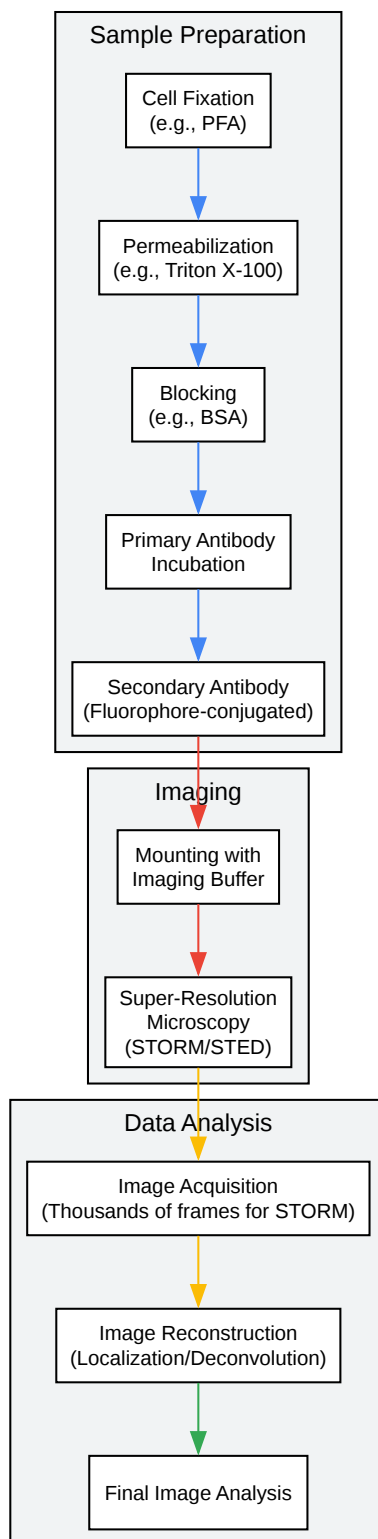 Sample Preparation
Cell Fixation
(e.g., PFA)
Permeabilization
(e.g., Triton X-100)
Blocking
(e.g., BSA)
Primary Antibody
Incubation
Secondary Antibody
(Fluorophore-conjugated)
Imaging
Mounting with
Imaging Buffer
Super-Resolution
Microscopy
(STORM/STED)
Data Analysis
Image Acquisition
(Thousands of frames for STORM)
Image Reconstruction
(Localization/Deconvolution)
Final Image Analysis